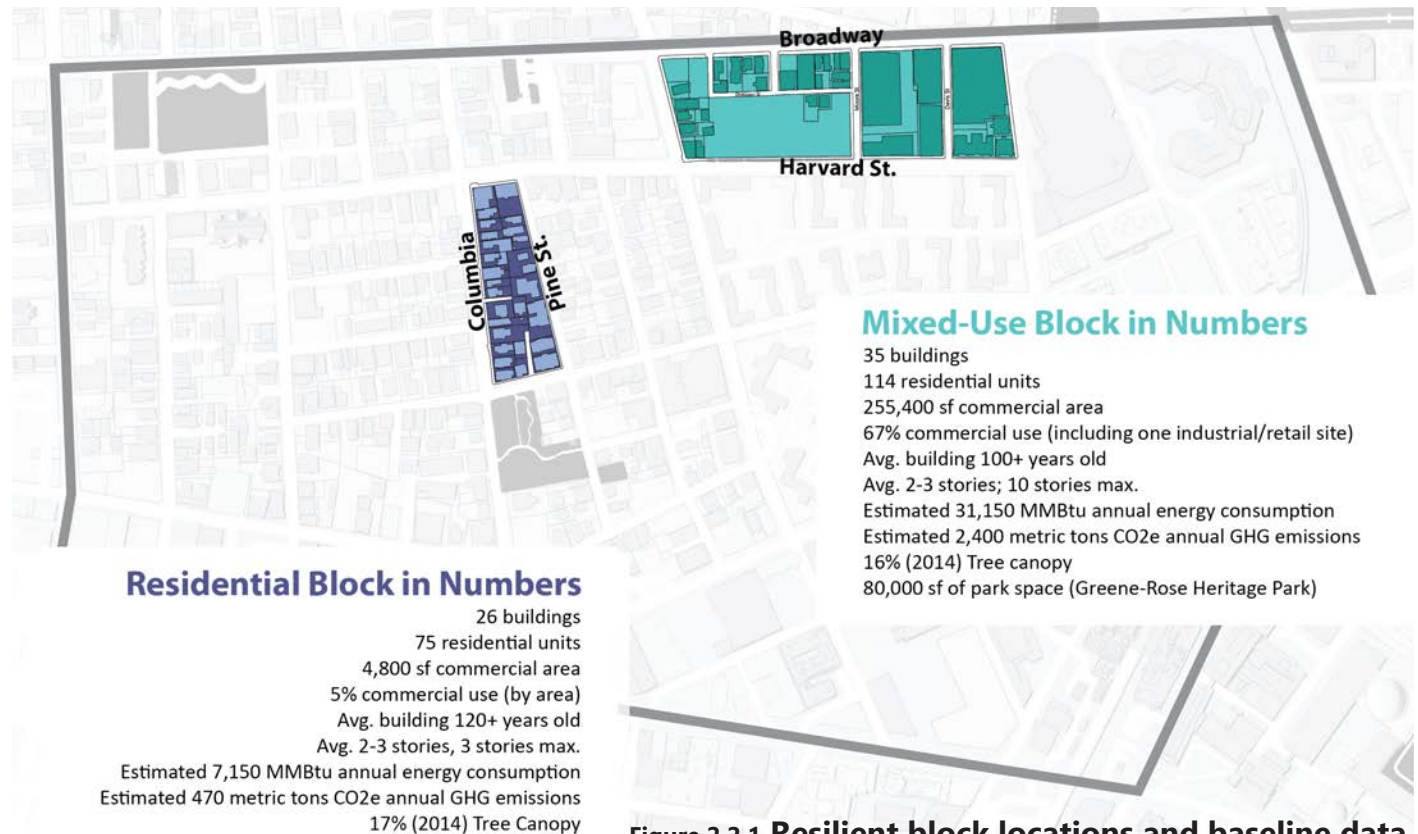 Broadway
Harvard St.
Columbia
Pine St.
Moore St.
Davis St.
Mixed-Use Block in Numbers
35 buildings
114 residential units
255,400 sf commercial area
67% commercial use (including one industrial/retail site)
Avg. building 100+ years old
Avg. 2-3 stories; 10 stories max.
Estimated 31,150 MMBtu annual energy consumption
Estimated 2,400 metric tons CO2e annual GHG emissions
16% (2014) Tree canopy
80,000 sf of park space (Greene-Rose Heritage Park)
Residential Block in Numbers
26 buildings
75 residential units
4,800 sf commercial area
5% commercial use (by area)
Avg. building 120+ years old
Avg. 2-3 stories, 3 stories max.
Estimated 7,150 MMBtu annual energy consumption
Estimated 470 metric tons CO2e annual GHG emissions
17% (2014) Tree Canopy
Resilient block locations and baseline data